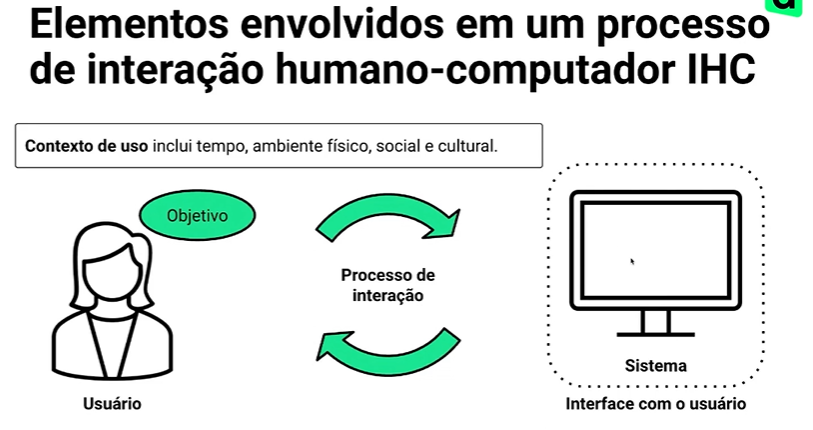 Elementos envolvidos em um processo
de interação humano-computador IHC
Contexto de uso inclui tempo, ambiente físico, social e cultural.
Objetivo
Processo de
interação
Sistema
Usuário
Interface com o usuário